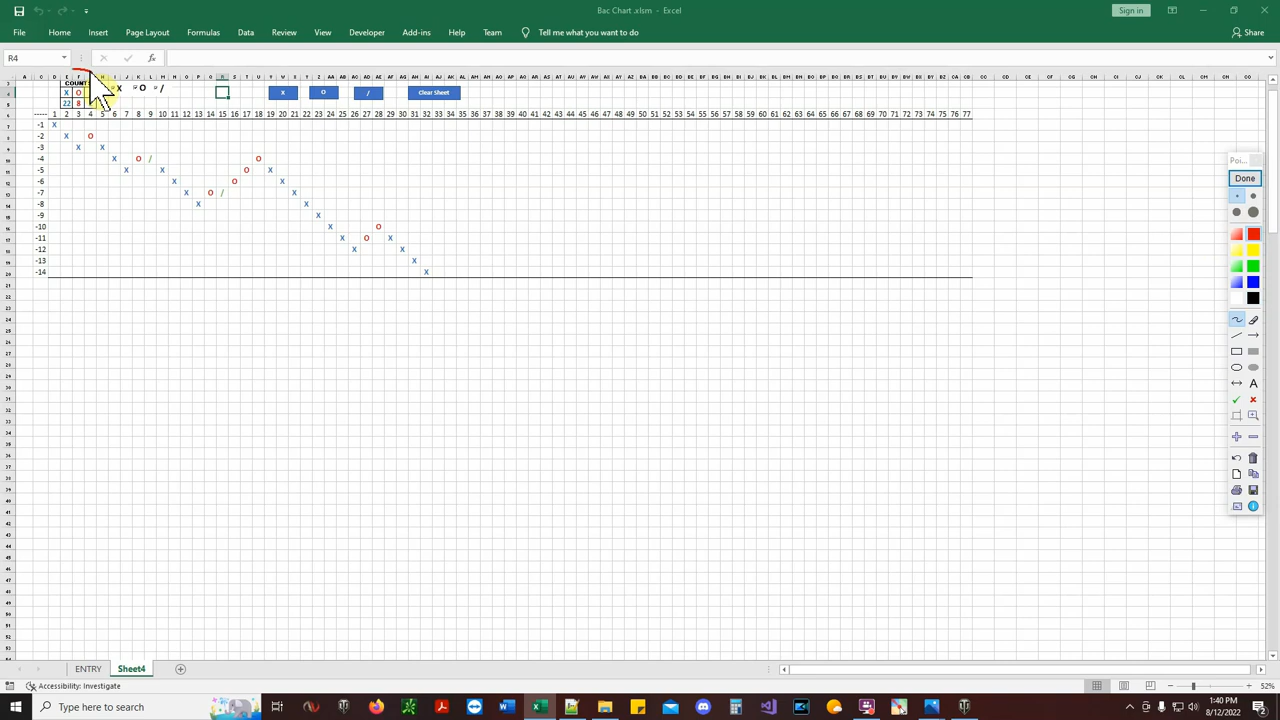 Bac Chart .xlsm - Excel
Sign in
File Home Insert Page Layout Formulas Data Review View Developer Add-ins Help Team Tell me what you want to do Share
R4
fx
COUNT
X O
22 8
X O /
X O / Clear Sheet
----- 1 2 3 4 5 6 7 8 9 10 11 12 13 14 15 16 17 18 19 20 21 22 23 24 25 26 27 28 29 30 31 32 33 34 35 36 37 38 39 40 41 42 43 44 45 46 47 48 49 50 51 52 53 54 55 56 57 58 59 60 61 62 63 64 65 66 67 68 69 70 71 72 73 74 75 76 77
-1 X
-2 X O
-3 X X
-4 X O / O
-5 X X O X
-6 X O X
-7 X O / X
-8 X X
-9 X
-10 X O
-11 X O X
-12 X X
-13 X
-14 X
Poi...
Done
A
ENTRY Sheet4
Accessibility: Investigate
52%
Type here to search
1:40 PM
8/12/2022